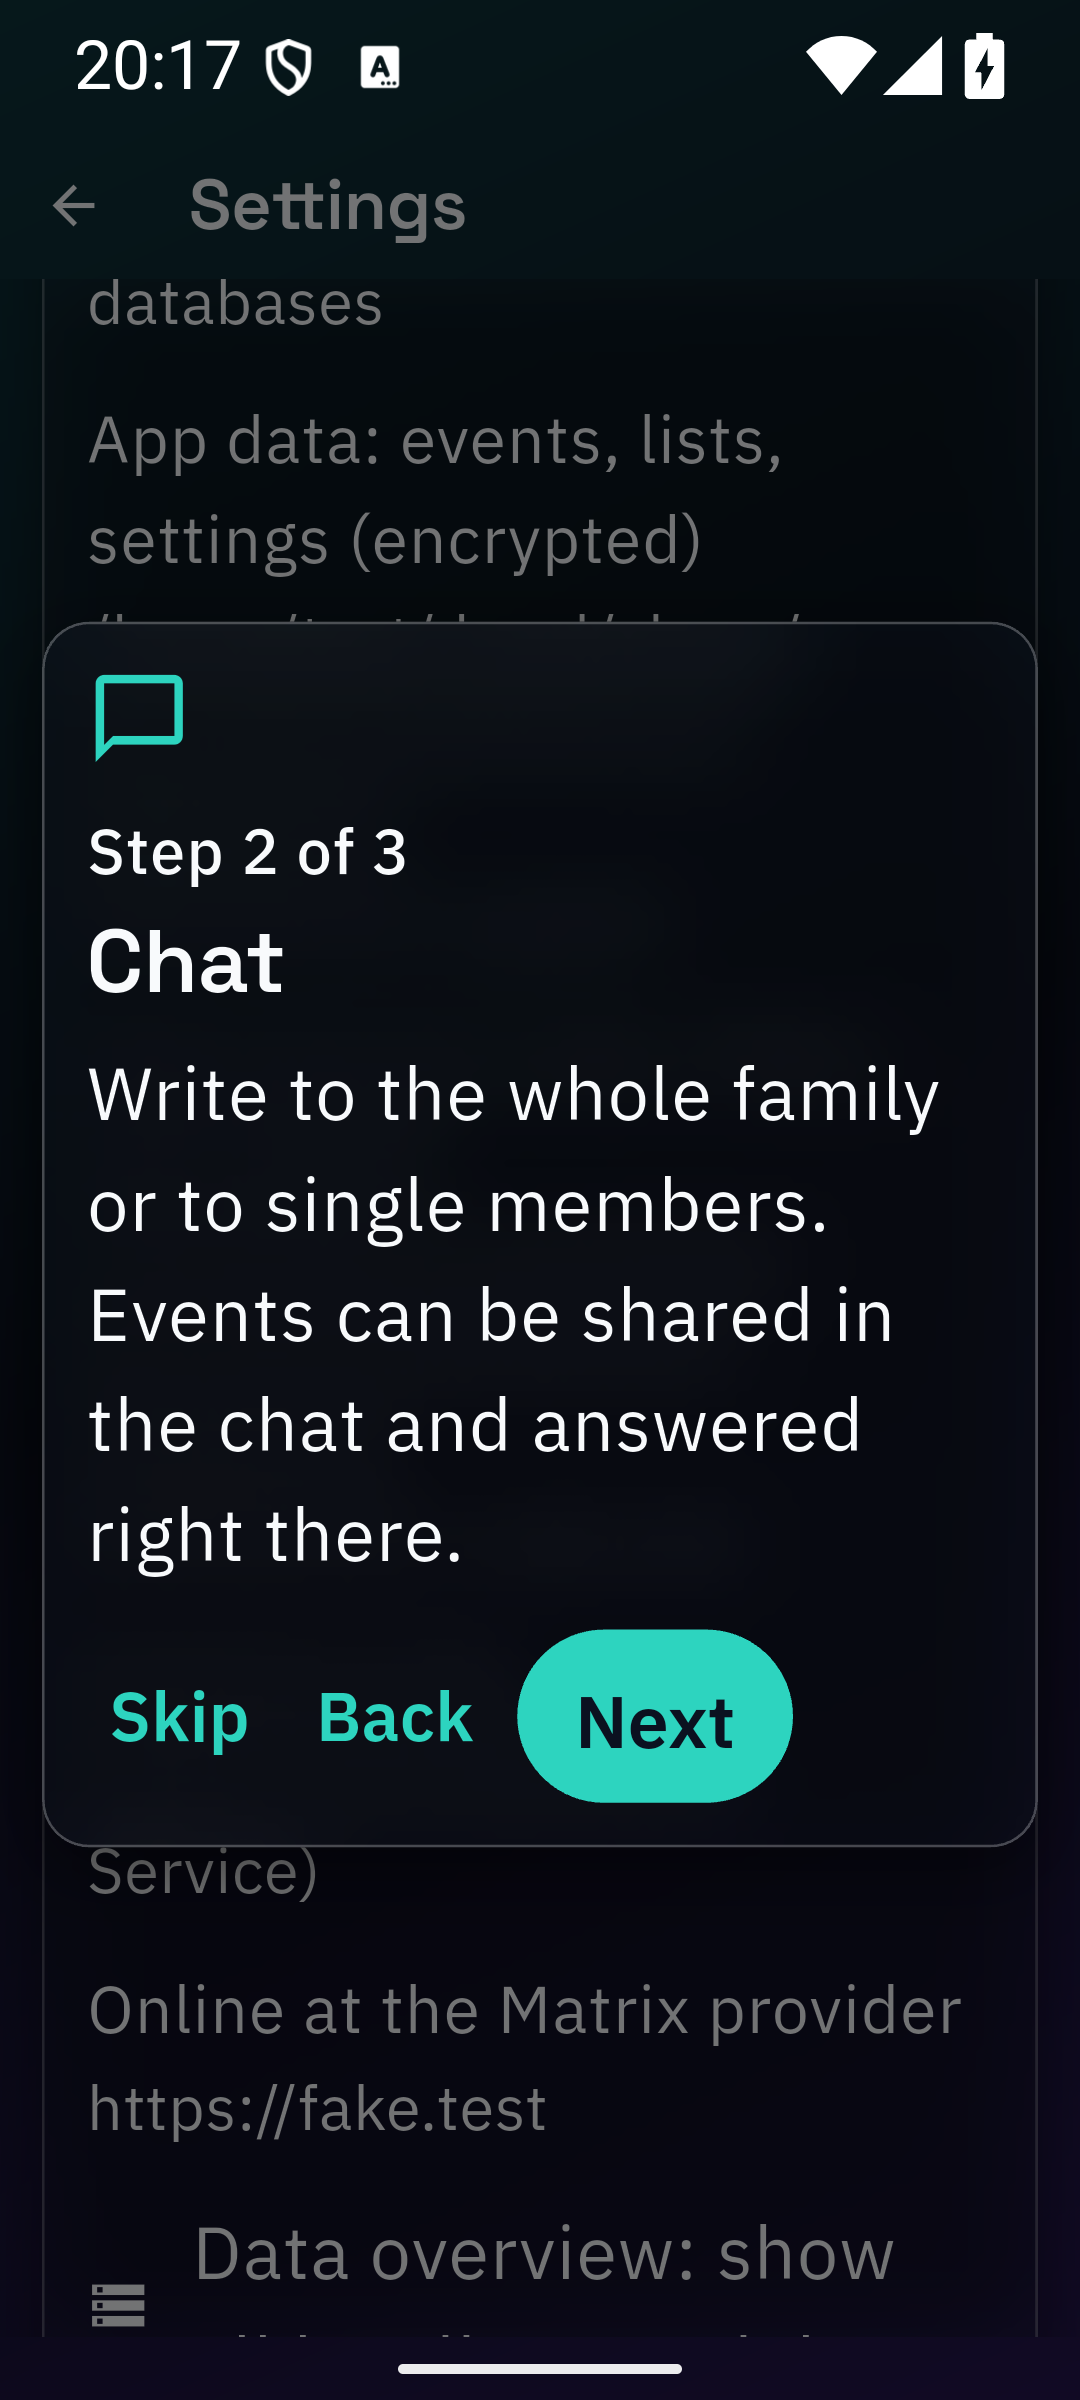 20:17
Settings
databases
App data: events, lists,
settings (encrypted)
Step 2 of 3
Chat
Write to the whole family
or to single members.
Events can be shared in
the chat and answered
right there.
Skip Back Next
Service)
Online at the Matrix provider
https://fake.test
Data overview: show